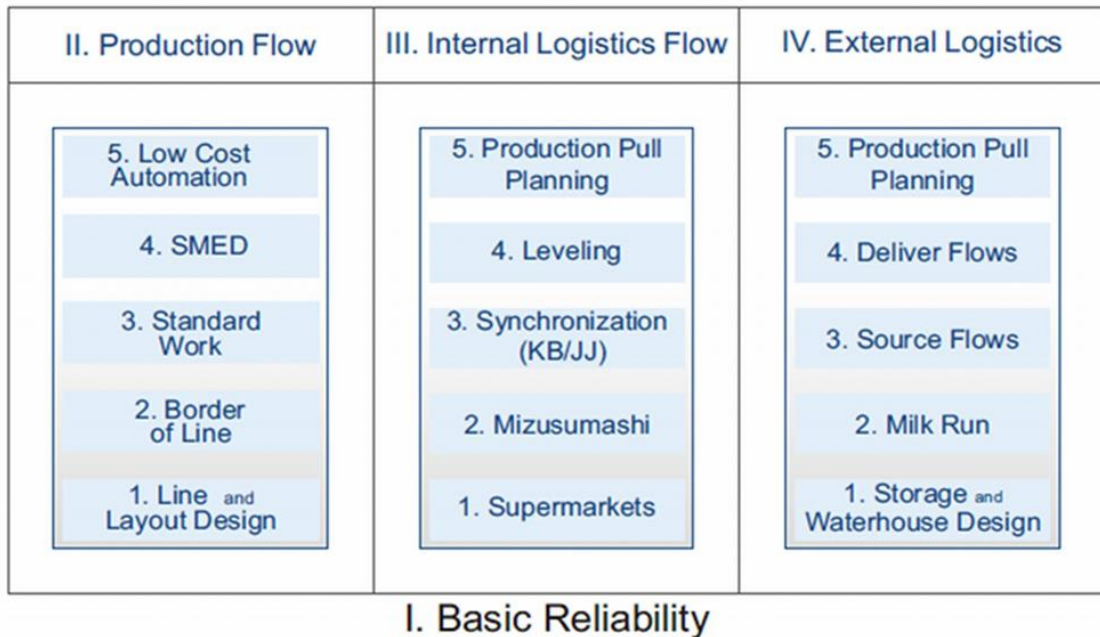 II. Production Flow
III. Internal Logistics Flow
IV. External Logistics
5. Low Cost
Automation
4. SMED
3. Standard
Work
2. Border
of Line
1. Line and
Layout Design
5. Production Pull
Planning
4. Leveling
3. Synchronization
(KB/JJ)
2. Mizusumashi
1. Supermarkets
5. Production Pull
Planning
4. Deliver Flows
3. Source Flows
2. Milk Run
1. Storage and
Waterhouse Design
I. Basic Reliability